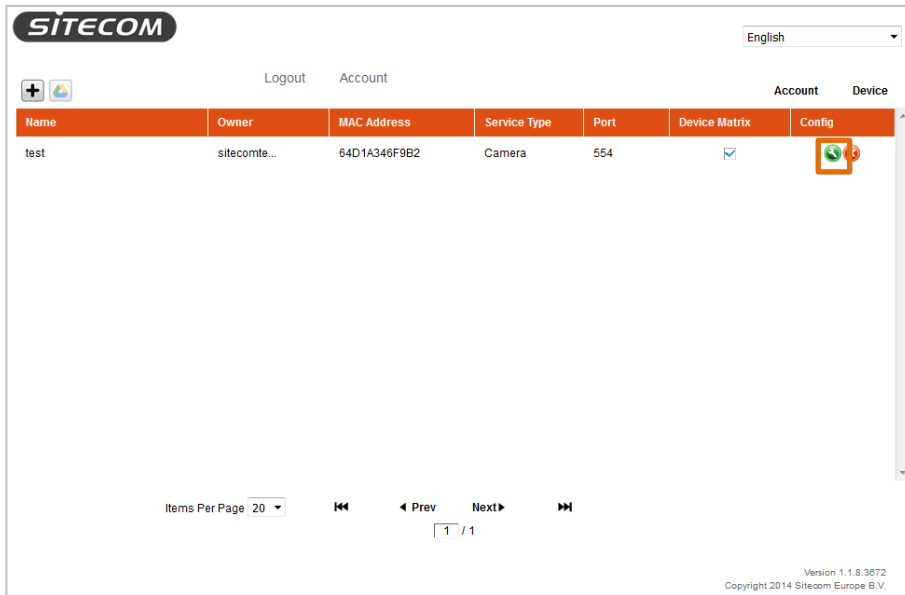 SITECOM
English
Logout Account
Account Device
Name Owner MAC Address Service Type Port Device Matrix Config
test sitecomte... 64D1A346F9B2 Camera 554
Items Per Page 20 Prev Next
1 / 1
Version 1.1.8.3672
Copyright 2014 Sitecom Europe B.V.